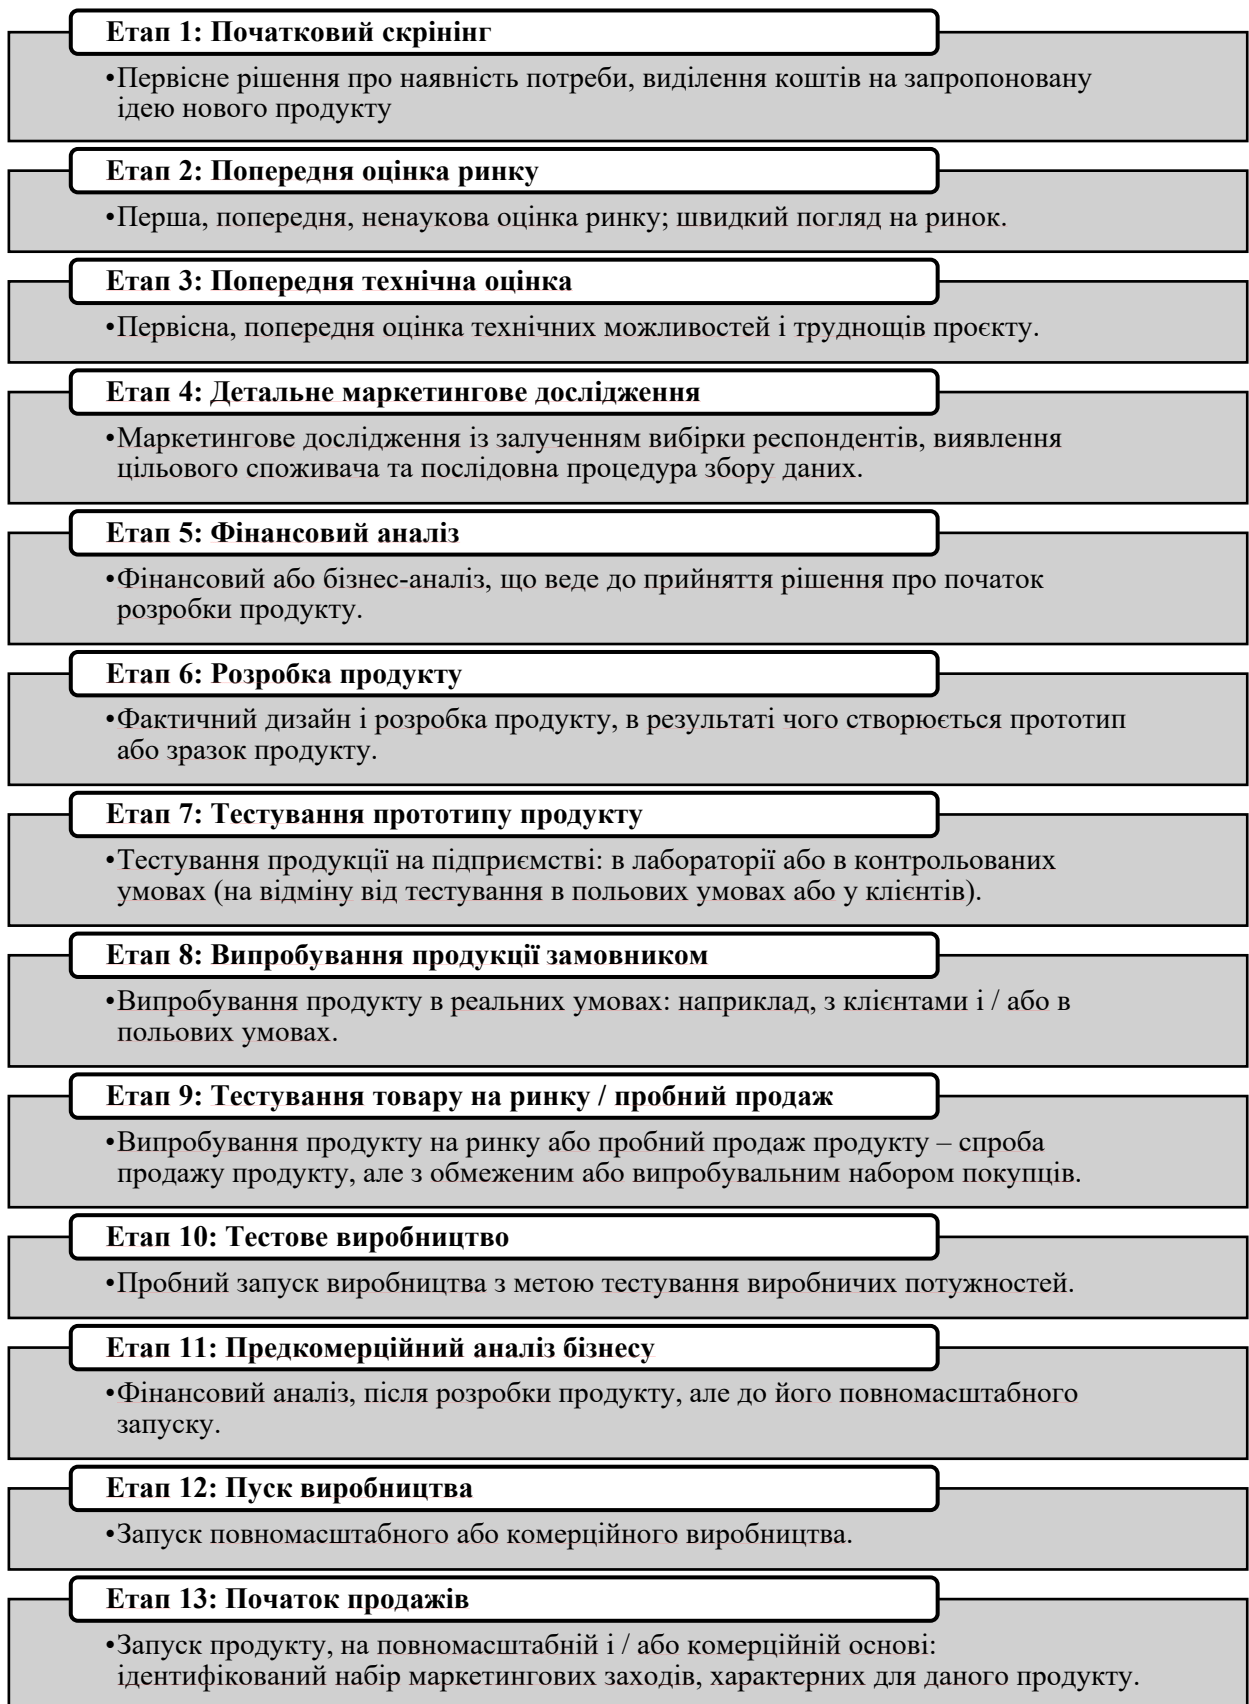 Етап 1: Початковий скрінінг
•Первісне рішення про наявність потреби, виділення коштів на запропоновану
ідею нового продукту
Етап 2: Попередня оцінка ринку
•Перша, попередня, ненаукова оцінка ринку; швидкий погляд на ринок.
Етап 3: Попередня технічна оцінка
•Первісна, попередня оцінка технічних можливостей і труднощів проєкту.
Етап 4: Детальне маркетингове дослідження
•Маркетингове дослідження із залученням вибірки респондентів, виявлення
цільового споживача та послідовна процедура збору даних.
Етап 5: Фінансовий аналіз
•Фінансовий або бізнес-аналіз, що веде до прийняття рішення про початок
розробки продукту.
Етап 6: Розробка продукту
•Фактичний дизайн і розробка продукту, в результаті чого створюється прототип
або зразок продукту.
Етап 7: Тестування прототипу продукту
•Тестування продукції на підприємстві: в лабораторії або в контрольованих
умовах (на відміну від тестування в польових умовах або у клієнтів).
Етап 8: Випробування продукції замовником
•Випробування продукту в реальних умовах: наприклад, з клієнтами і / або в
польових умовах.
Етап 9: Тестування товару на ринку / пробний продаж
•Випробування продукту на ринку або пробний продаж продукту – спроба
продажу продукту, але з обмеженим або випробувальним набором покупців.
Етап 10: Тестове виробництво
•Пробний запуск виробництва з метою тестування виробничих потужностей.
Етап 11: Предкомерційний аналіз бізнесу
•Фінансовий аналіз, після розробки продукту, але до його повномасштабного
запуску.
Етап 12: Пуск виробництва
•Запуск повномасштабного або комерційного виробництва.
Етап 13: Початок продажів
•Запуск продукту, на повномасштабній і / або комерційній основі:
ідентифікований набір маркетингових заходів, характерних для даного продукту.